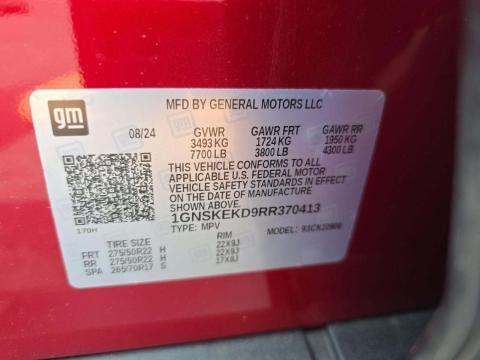 gm
MFD BY GENERAL MOTORS LLC
08/24 GVWR GAWR FRT GAWR RR
3493 KG 1724 KG 1950 KG
7700 LB 3800 LB 4300 LB
THIS VEHICLE CONFORMS TO ALL
APPLICABLE U.S. FEDERAL MOTOR
VEHICLE SAFETY STANDARDS IN
EFFECT ON THE DATE OF MANUFACTURE
SHOWN ABOVE.
1GNSKEKD9RR370413
TYPE: MPV MODEL:
TIRE SIZE RIM
FRT 275/50R22 H 22X9J
RR 275/50R22 H 22X9J
SPA 265/70R17 S 17X8J